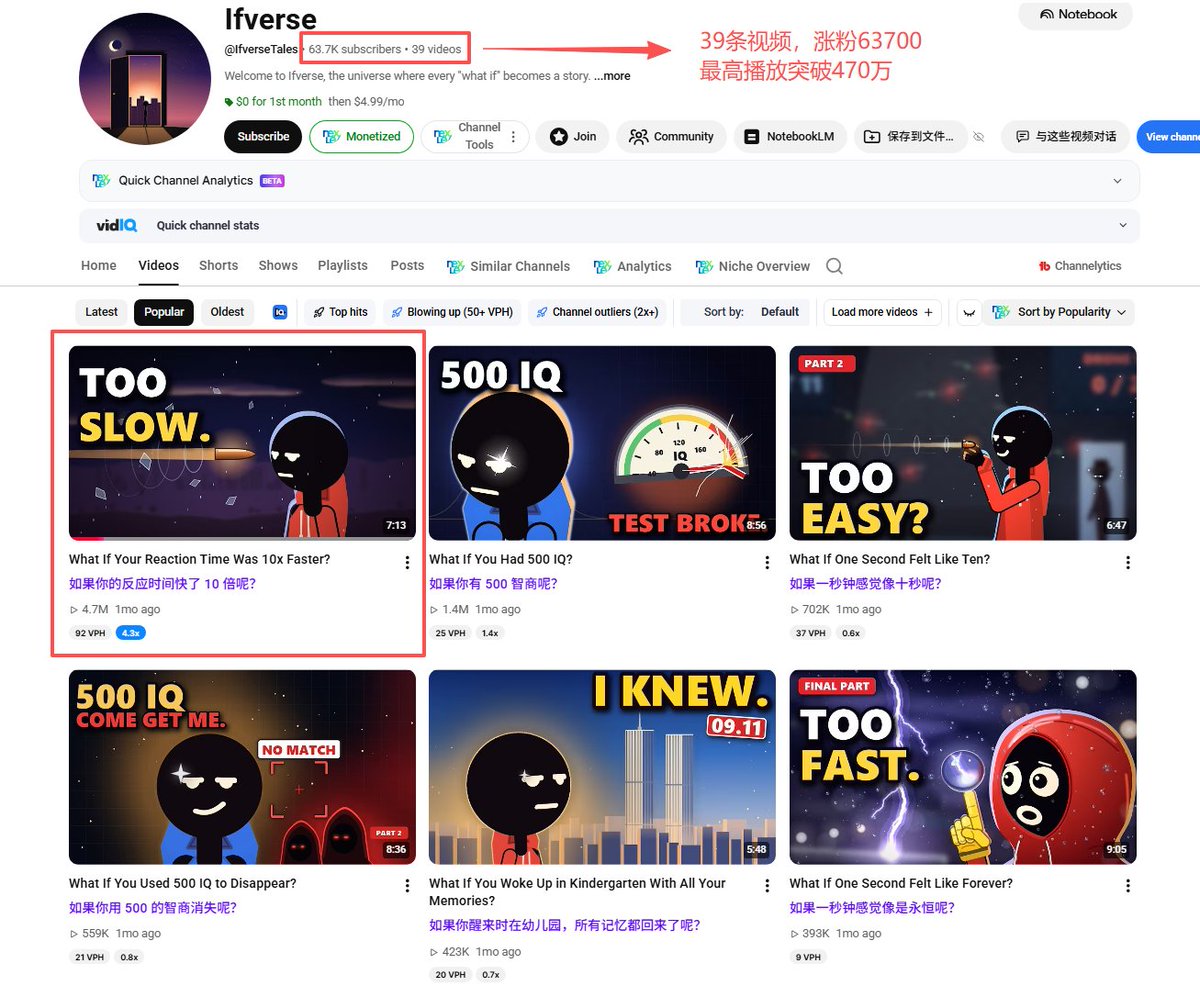 Ifverse
Notebook
@IfverseTales · 63.7K subscribers • 39 videos
39条视频，涨粉63700
最高播放突破470万
Welcome to Ifverse, the universe where every "what if" becomes a story. ...more
$0 for 1st month then $4.99/mo
Subscribe
nexlev Monetized
nexlev Channel Tools
Join
Community
NotebookLM
保存到文件...
与这些视频对话
View chann
nexlev Quick Channel Analytics BETA
vidIQ Quick channel stats
Home Videos Shorts Shows Playlists Posts nexlev Similar Channels nexlev Analytics nexlev Niche Overview Channelytics
Latest Popular Oldest IQ Top hits Blowing up (50+ VPH) Channel outliers (2x+) Sort by: Default Load more videos + nexlev Sort by Popularity
TOO
SLOW.
7:13
500 IQ
80 120 160
IQ
TEST BROKE
8:56
PART 2
TOO
EASY?
6:47
What If Your Reaction Time Was 10x Faster?
如果你的反应时间快了 10 倍呢？
4.7M 1mo ago
92 VPH 4.3x
What If You Had 500 IQ?
如果你有 500 智商呢？
1.4M 1mo ago
25 VPH 1.4x
What If One Second Felt Like Ten?
如果一秒钟感觉像十秒呢？
702K 1mo ago
37 VPH 0.6x
500 IQ
COME GET ME.
NO MATCH
PART 2
8:36
I KNEW.
09.11
5:48
FINAL PART
TOO
FAST.
9:05
What If You Used 500 IQ to Disappear?
如果你用 500 的智商消失呢？
559K 1mo ago
21 VPH 0.8x
What If You Woke Up in Kindergarten With All Your
Memories?
如果你醒来时在幼儿园，所有记忆都回来了呢？
423K 1mo ago
20 VPH 0.7x
What If One Second Felt Like Forever?
如果一秒钟感觉像是永恒呢？
393K 1mo ago
9 VPH